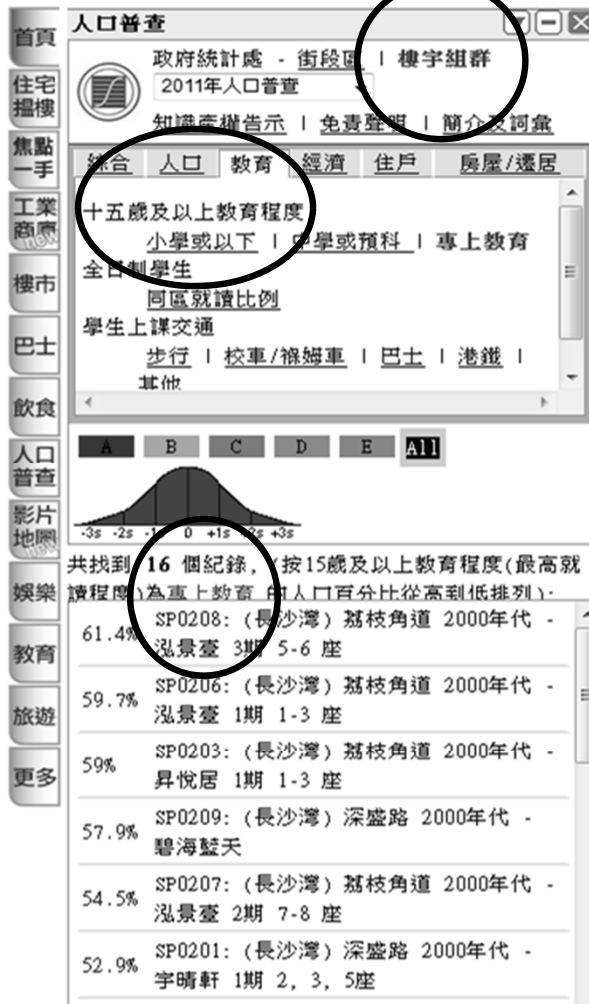 首頁
住宅
搵樓
焦點
一手
工業
商廈
new
樓市
巴士
飲食
人口
普查
影片
地圖
new
娛樂
教育
旅遊
更多
人口普查
政府統計處 - 街段區 | 樓宇組群
2011年人口普查
知識產權告示 | 免責聲明 | 簡介及詞彙
綜合 人口 教育 經濟 住戶 房屋/遷居
十五歲及以上教育程度
小學或以下 | 中學或預科 | 專上教育
全日制學生
同區就讀比例
學生上課交通
步行 | 校車/褓姆車 | 巴士 | 港鐵 |
其他
A B C D E All
-3s -2s -1s 0 +1s +2s +3s
共找到 16 個紀錄, (按15歲及以上教育程度(最高就
讀程度)為專上教育 的人口百分比從高到低排列):
61.4% SP0208: (長沙灣) 荔枝角道 2000年代 -
泓景臺 3期 5-6 座
59.7% SP0206: (長沙灣) 荔枝角道 2000年代 -
泓景臺 1期 1-3 座
59% SP0203: (長沙灣) 荔枝角道 2000年代 -
昇悅居 1期 1-3 座
57.9% SP0209: (長沙灣) 深盛路 2000年代 -
碧海藍天
54.5% SP0207: (長沙灣) 荔枝角道 2000年代 -
泓景臺 2期 7-8 座
52.9% SP0201: (長沙灣) 深盛路 2000年代 -
宇晴軒 1期 2, 3, 5座